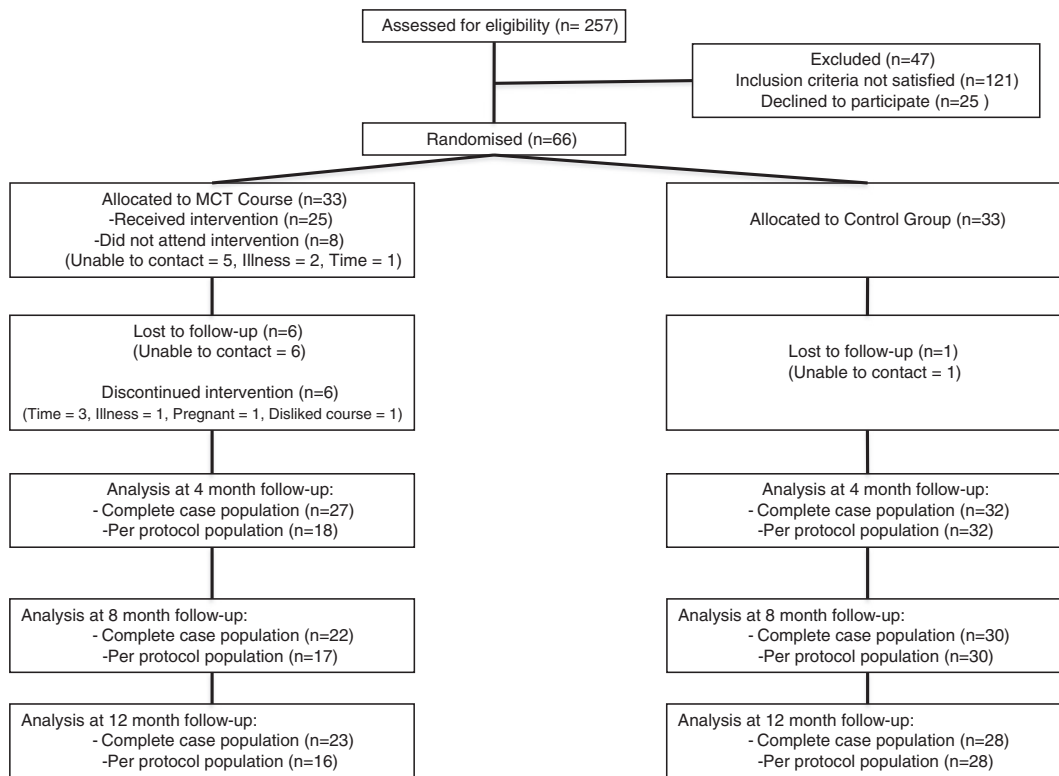 Assessed for eligibility (n= 257)
Excluded (n=47)
Inclusion criteria not satisfied (n=121)
Declined to participate (n=25 )
Randomised (n=66)
Allocated to MCT Course (n=33)
-Received intervention (n=25)
-Did not attend intervention (n=8)
(Unable to contact = 5, Illness = 2, Time = 1)
Allocated to Control Group (n=33)
Lost to follow-up (n=6)
(Unable to contact = 6)
Discontinued intervention (n=6)
(Time = 3, Illness = 1, Pregnant = 1, Disliked course = 1)
Lost to follow-up (n=1)
(Unable to contact = 1)
Analysis at 4 month follow-up:
- Complete case population (n=27)
-Per protocol population (n=18)
Analysis at 4 month follow-up:
- Complete case population (n=32)
-Per protocol population (n=32)
Analysis at 8 month follow-up:
- Complete case population (n=22)
- Per protocol population (n=17)
Analysis at 8 month follow-up:
- Complete case population (n=30)
- Per protocol population (n=30)
Analysis at 12 month follow-up:
- Complete case population (n=23)
- Per protocol population (n=16)
Analysis at 12 month follow-up:
- Complete case population (n=28)
- Per protocol population (n=28)